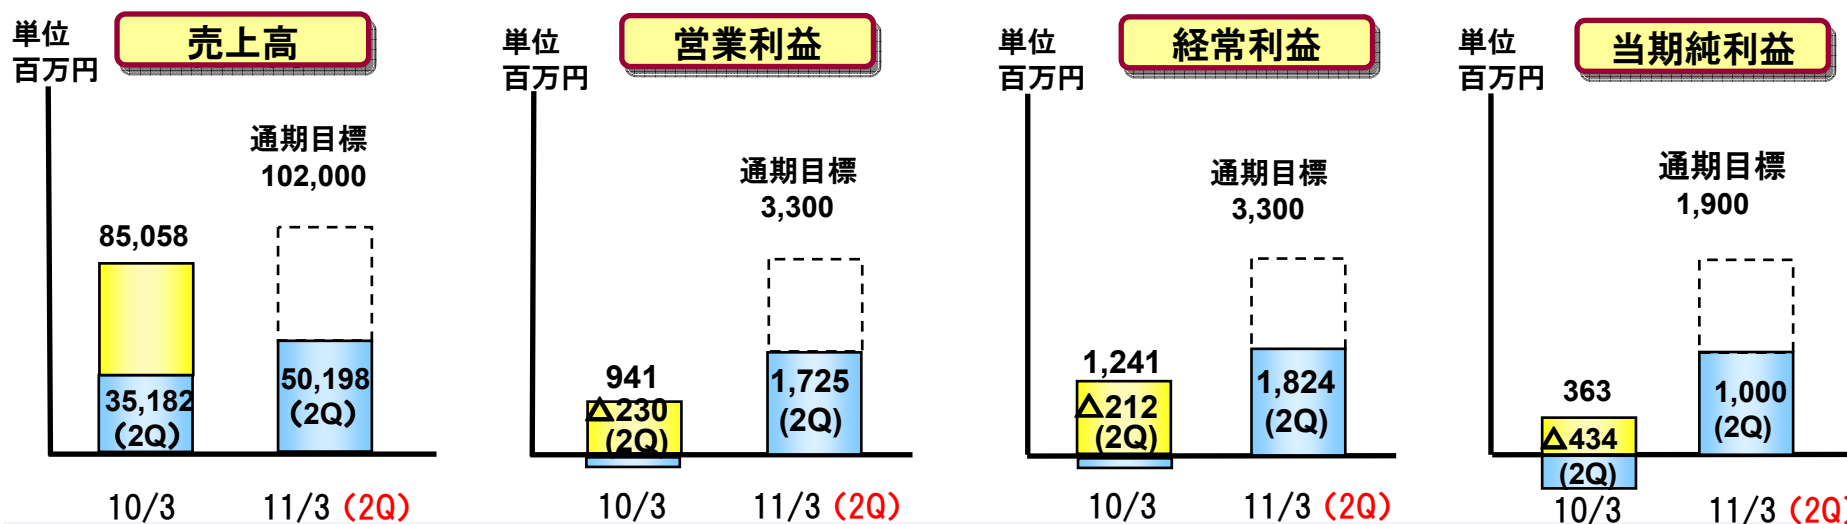 単位
百万円
売上高
通期目標
102,000
85,058
35,182
（2Q）
50,198
（2Q）
10/3
11/3（2Q）
単位
百万円
営業利益
通期目標
3,300
941
△230
(2Q)
1,725
(2Q)
10/3
11/3（2Q）
単位
百万円
経常利益
通期目標
3,300
1,241
△212
(2Q)
1,824
(2Q)
10/3
11/3（2Q）
単位
百万円
当期純利益
通期目標
1,900
363
△434
(2Q)
1,000
(2Q)
10/3
11/3（2Q）